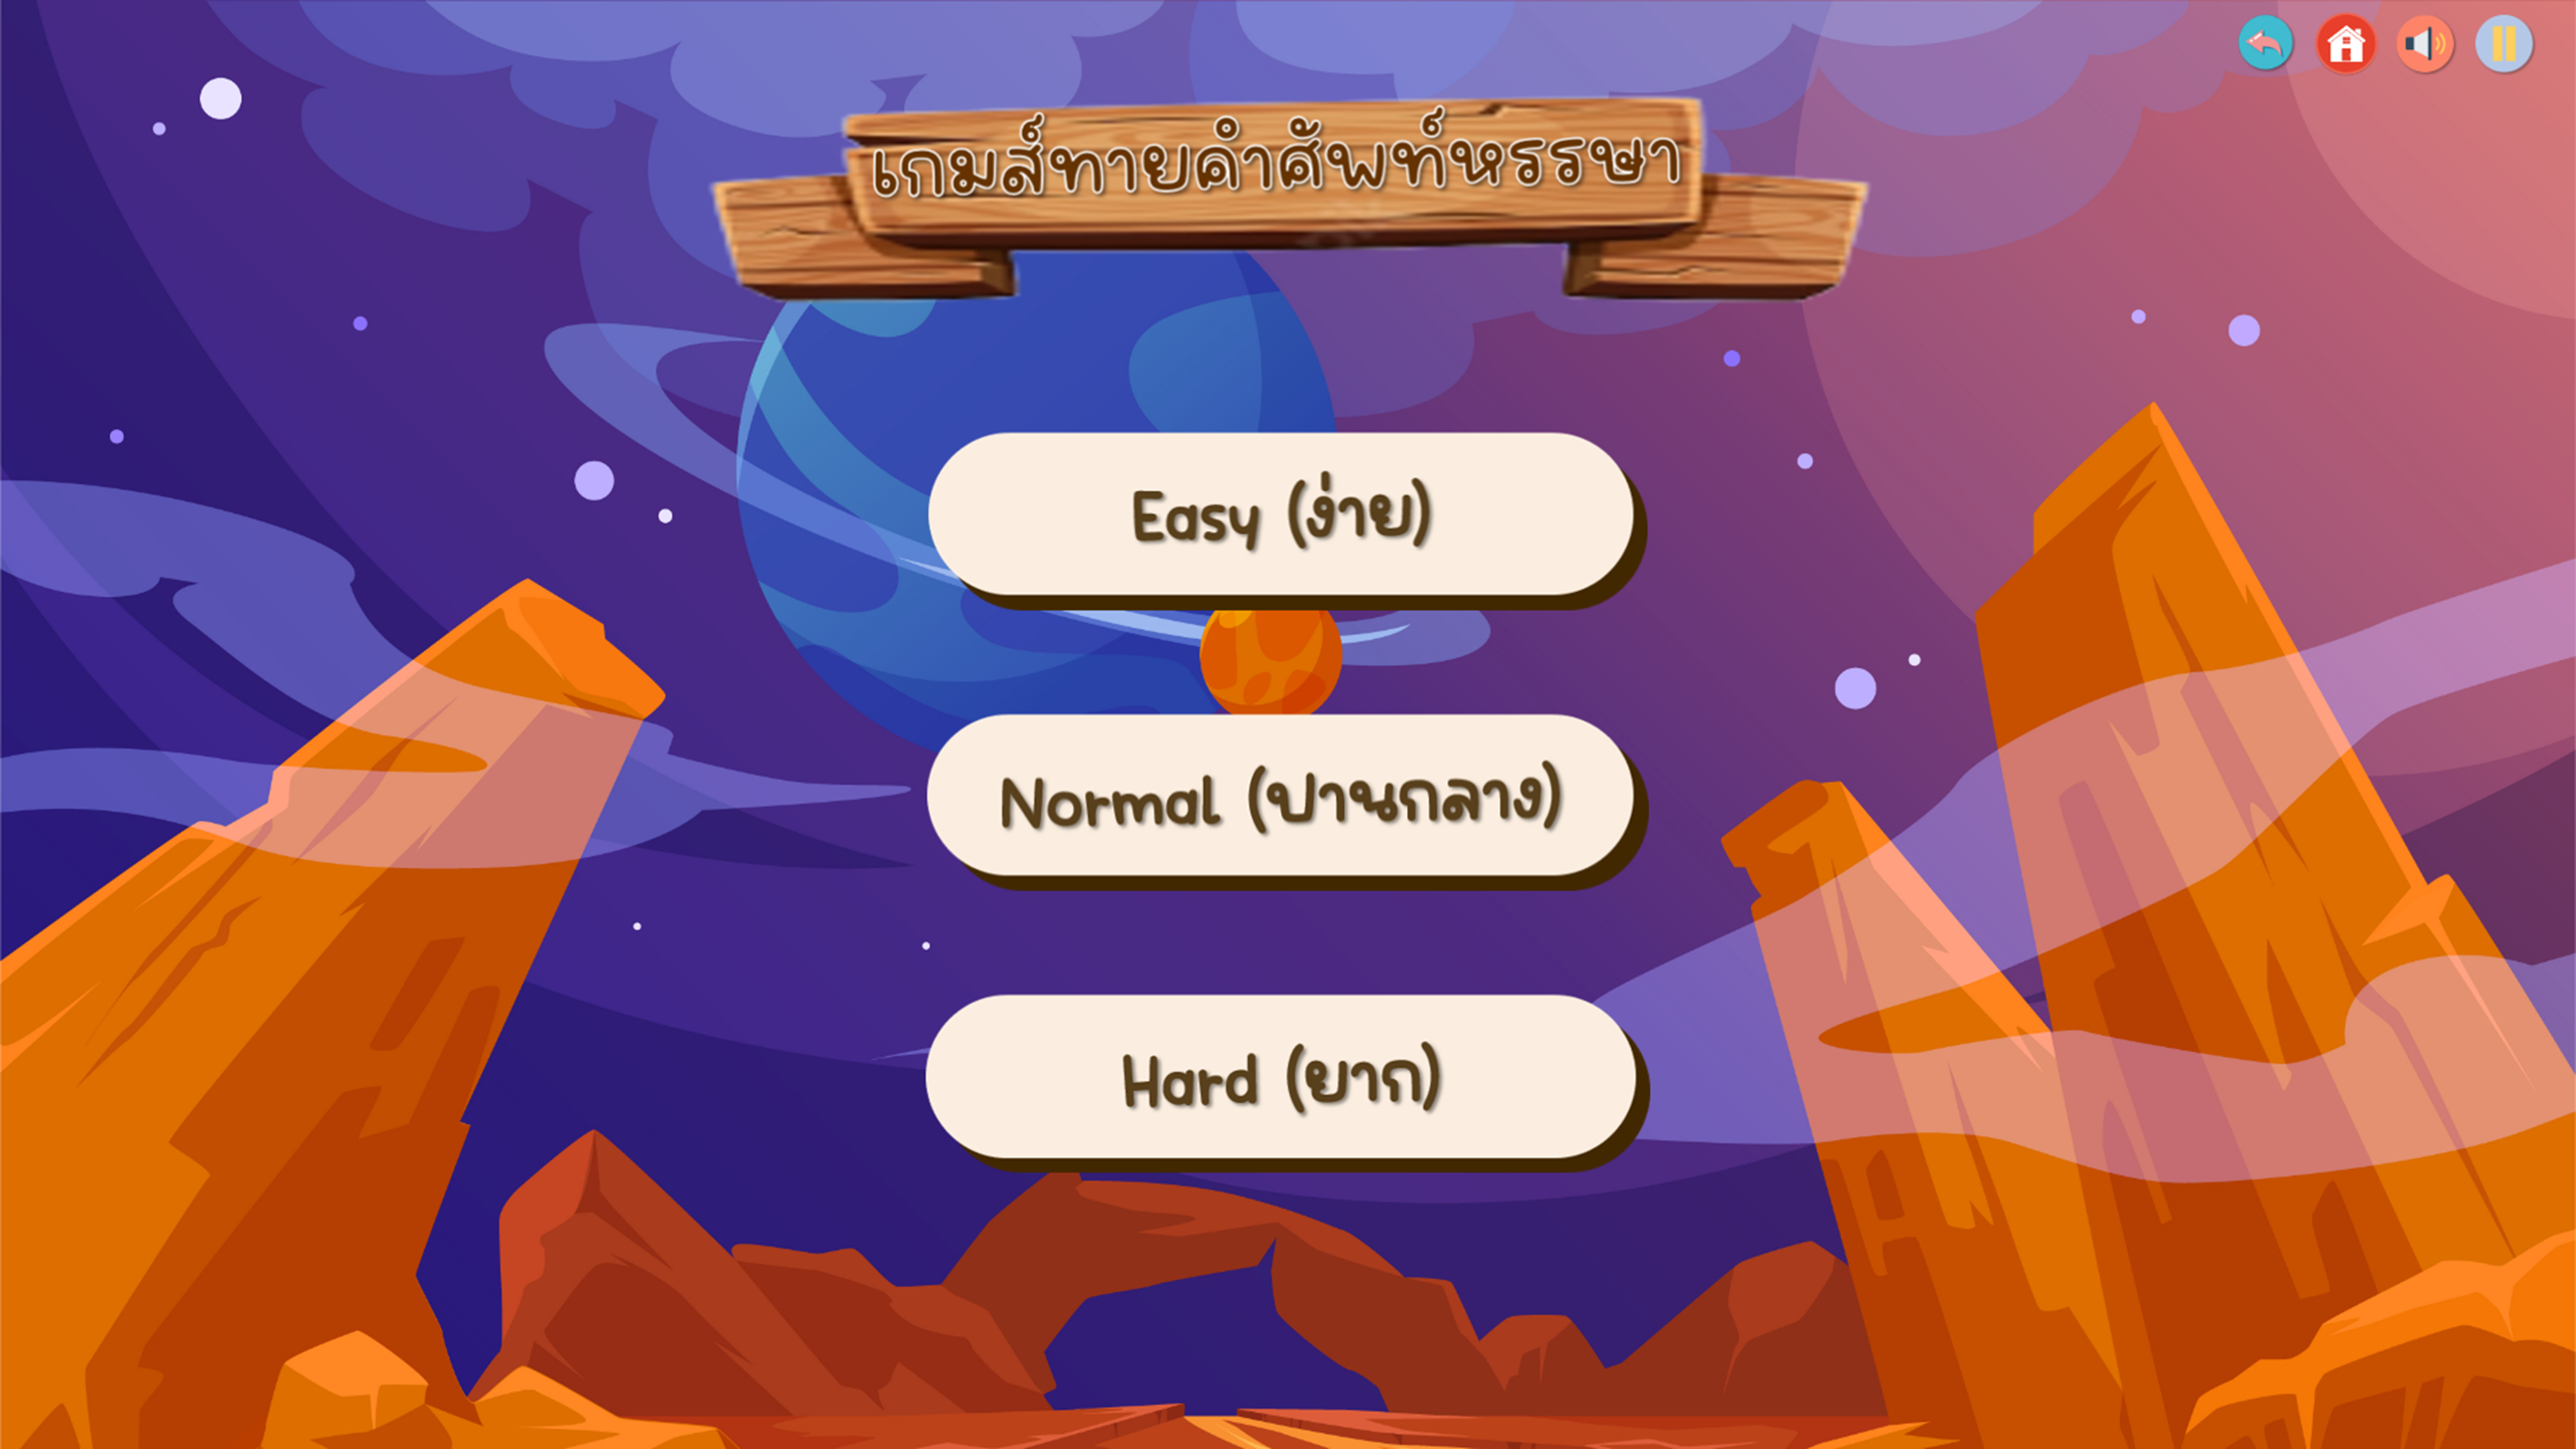 เกมส์ทายคำศัพท์หรรษา
Easy (ง่าย)
Normal (ปานกลาง)
Hard (ยาก)